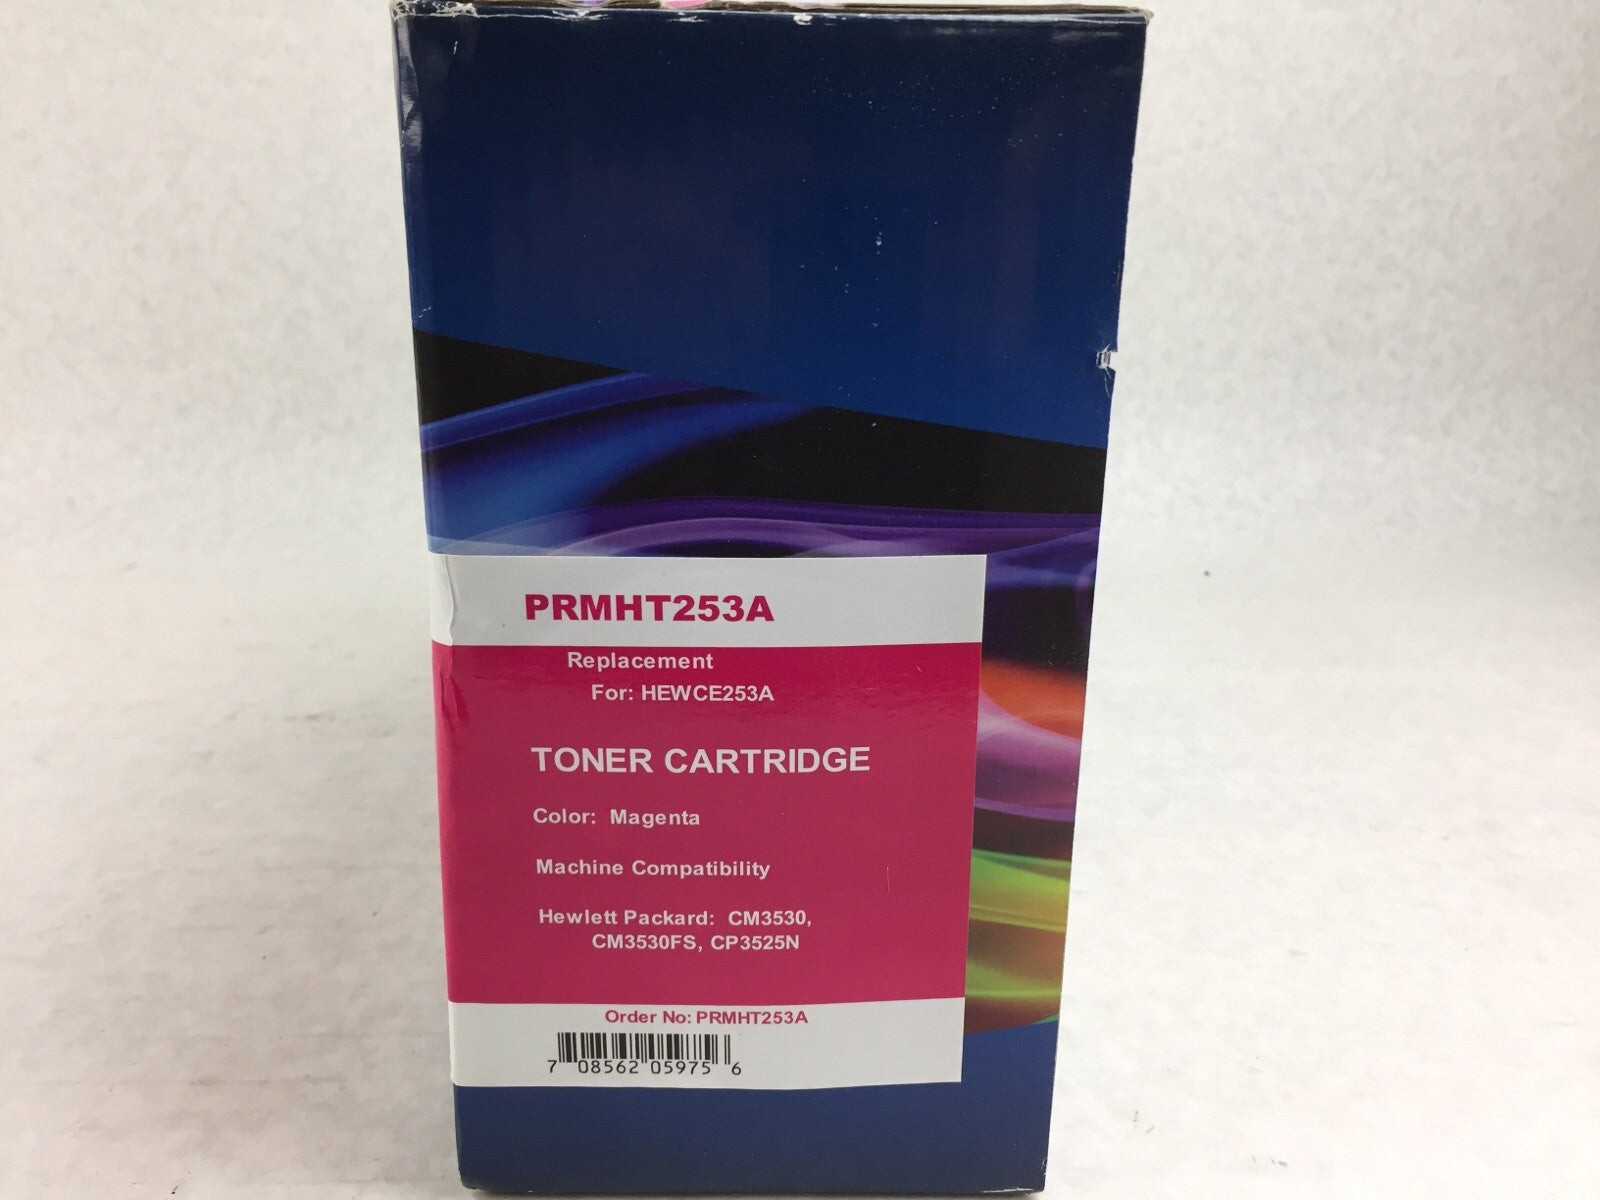 PRMHT253A
Replacement
For: HEWCE253A
TONER CARTRIDGE
Color: Magenta
Machine Compatibility
Hewlett Packard: CM3530,
CM3530FS, CP3525N
Order No: PRMHT253A
7 08562 05975 6